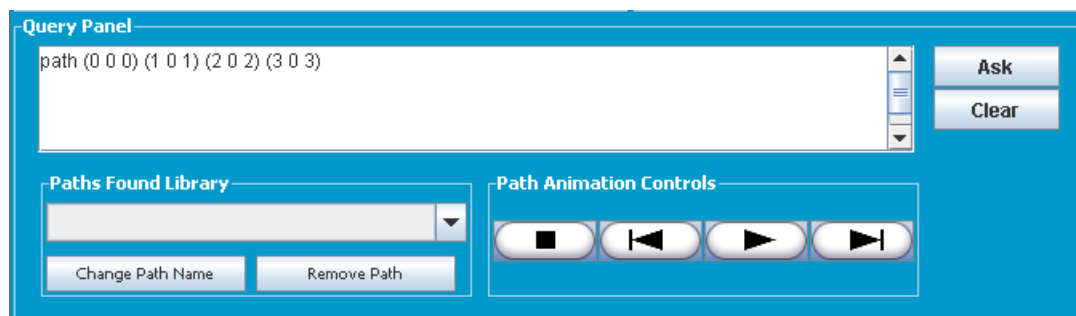 Query Panel
path (0 0 0) (1 0 1) (2 0 2) (3 0 3)
Ask
Clear
Paths Found Library
Change Path Name
Remove Path
Path Animation Controls